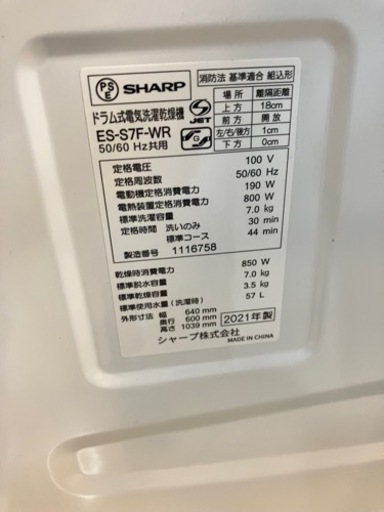 PS E SHARP
ドラム式電気洗濯乾燥機
ES-S7F-WR
50/60 Hz共用
S JET
S G
消防法 基準適合 組込形
場所 離隔距離
上方 18cm
前方 開放
左/右/後方 1cm
下方 0cm
定格電圧 100 V
定格周波数 50/60 Hz
電動機定格消費電力 190 W
電熱装置定格消費電力 800 W
標準洗濯容量 7.0 kg
定格時間 洗いのみ 30 min
標準コース 44 min
製造番号 1116758
乾燥時消費電力 850 W
標準脱水容量 7.0 kg
標準乾燥容量 3.5 kg
標準使用水量(洗濯時) 57 L
外形寸法 幅 640 mm
奥行 600 mm
高さ 1039 mm
2021年製
シャープ株式会社
MADE IN CHINA